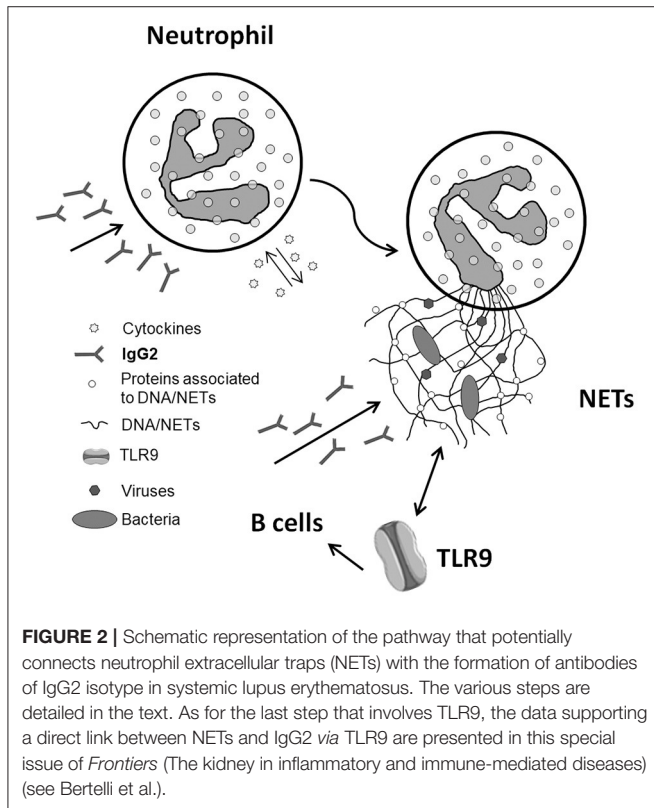 Neutrophil
Cytockines
IgG2
Proteins associated
to DNA/NETs
DNA/NETs
TLR9
Viruses
Bacteria
NETs
B cells
TLR9
FIGURE 2 | Schematic representation of the pathway that potentially
connects neutrophil extracellular traps (NETs) with the formation of antibodies
of IgG2 isotype in systemic lupus erythematosus. The various steps are
detailed in the text. As for the last step that involves TLR9, the data supporting
a direct link between NETs and IgG2 via TLR9 are presented in this special
issue of Frontiers (The kidney in inflammatory and immune-mediated diseases)
(see Bertelli et al.).